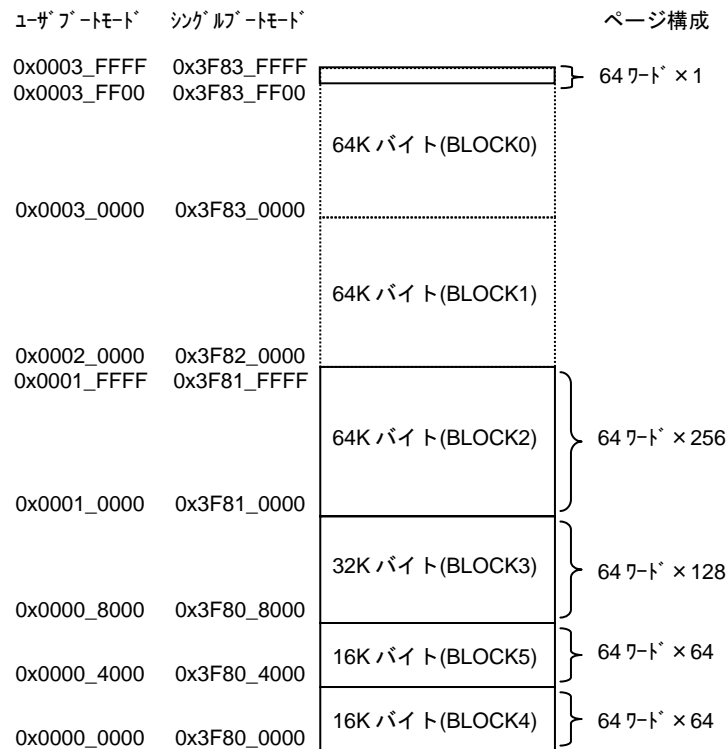 ﾕｰｻﾞﾌﾞｰﾄﾓｰﾄﾞ ｼﾝｸﾞﾙﾌﾞｰﾄﾓｰﾄﾞ ページ構成
0x0003_FFFF 0x3F83_FFFF
64 ﾜｰﾄﾞ×1
0x0003_FF00 0x3F83_FF00
64K バイト(BLOCK0)
0x0003_0000 0x3F83_0000
64K バイト(BLOCK1)
0x0002_0000 0x3F82_0000
0x0001_FFFF 0x3F81_FFFF
64K バイト(BLOCK2) 64 ﾜｰﾄﾞ×256
0x0001_0000 0x3F81_0000
32K バイト(BLOCK3) 64 ﾜｰﾄﾞ×128
0x0000_8000 0x3F80_8000
16K バイト(BLOCK5) 64 ﾜｰﾄﾞ×64
0x0000_4000 0x3F80_4000
16K バイト(BLOCK4) 64 ﾜｰﾄﾞ×64
0x0000_0000 0x3F80_0000